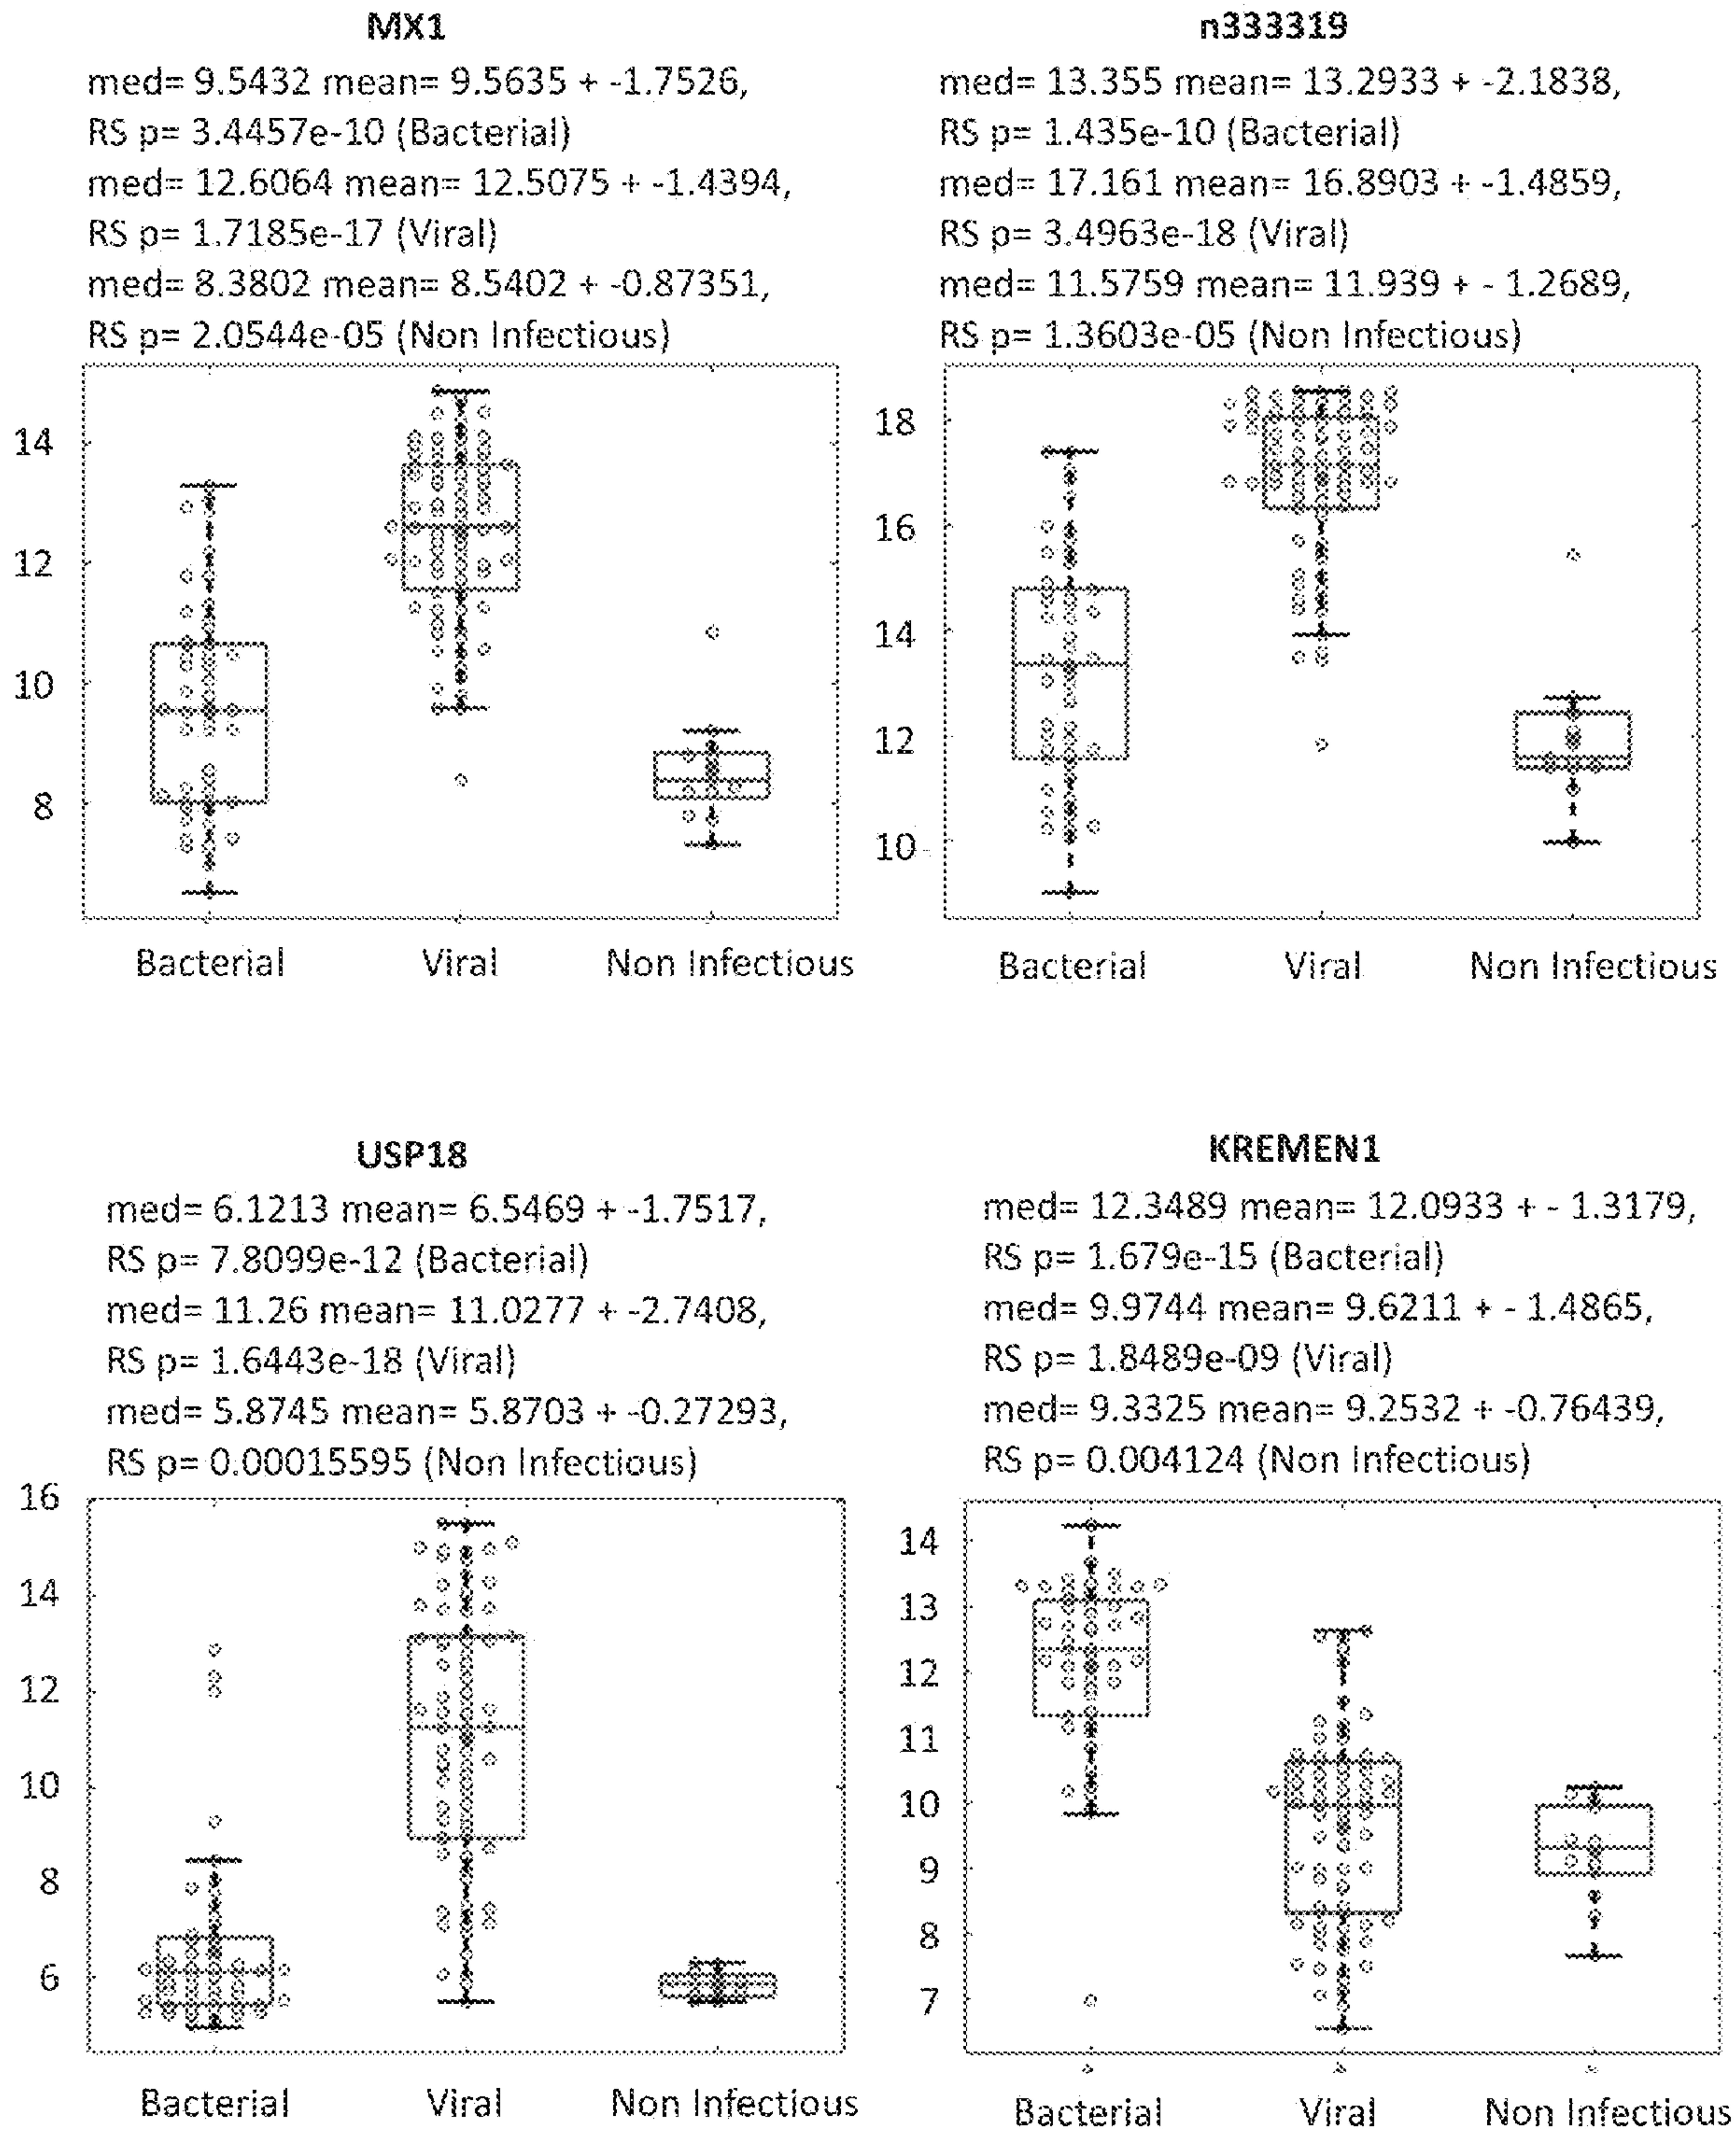 MX1
med= 9.5432 mean= 9.5635 + -1.7526,
RS p= 3.4457e-10 (Bacterial)
med= 12.6064 mean= 12.5075 + -1.4394,
RS p= 1.7185e-17 (Viral)
med= 8.3802 mean= 8.5402 + -0.87351,
RS p= 2.0544e-05 (Non Infectious)
14
12
10
8
Bacterial Viral Non Infectious
n333319
med= 13.355 mean= 13.2933 + -2.1838,
RS p= 1.435e-10 (Bacterial)
med= 17.161 mean= 16.8903 + -1.4859,
RS p= 3.4963e-18 (Viral)
med= 11.5759 mean= 11.939 + - 1.2689,
RS p= 1.3603e-05 (Non Infectious)
18
16
14
12
10
Bacterial Viral Non Infectious
USP18
med= 6.1213 mean= 6.5469 + -1.7517,
RS p= 7.8099e-12 (Bacterial)
med= 11.26 mean= 11.0277 + -2.7408,
RS p= 1.6443e-18 (Viral)
med= 5.8745 mean= 5.8703 + -0.27293,
RS p= 0.00015595 (Non Infectious)
16
14
12
10
8
6
Bacterial Viral Non Infectious
KREMEN1
med= 12.3489 mean= 12.0933 + - 1.3179,
RS p= 1.679e-15 (Bacterial)
med= 9.9744 mean= 9.6211 + - 1.4865,
RS p= 1.8489e-09 (Viral)
med= 9.3325 mean= 9.2532 + -0.76439,
RS p= 0.004124 (Non Infectious)
14
13
12
11
10
9
8
7
Bacterial Viral Non Infectious